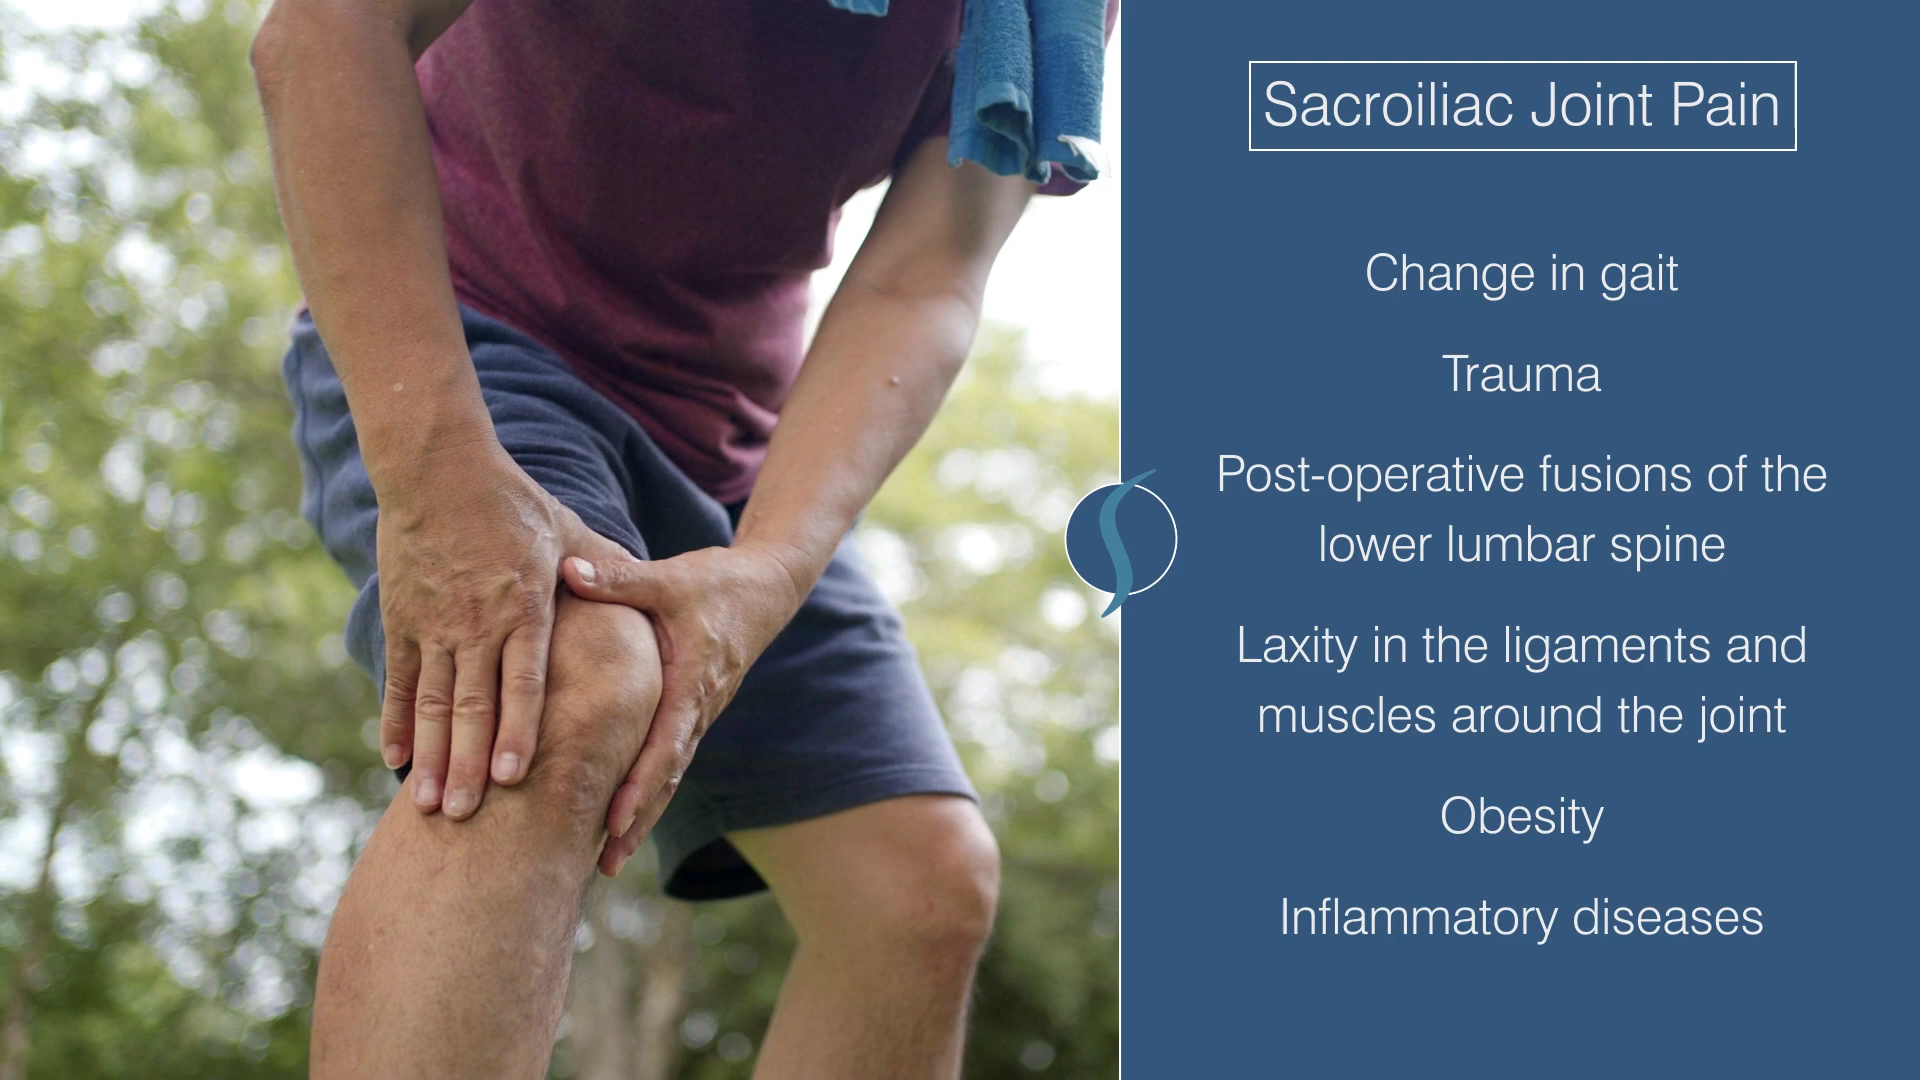 Sacroiliac Joint Pain
Change in gait
Trauma
Post-operative fusions of the
lower lumbar spine
Laxity in the ligaments and
muscles around the joint
Obesity
Inflammatory diseases